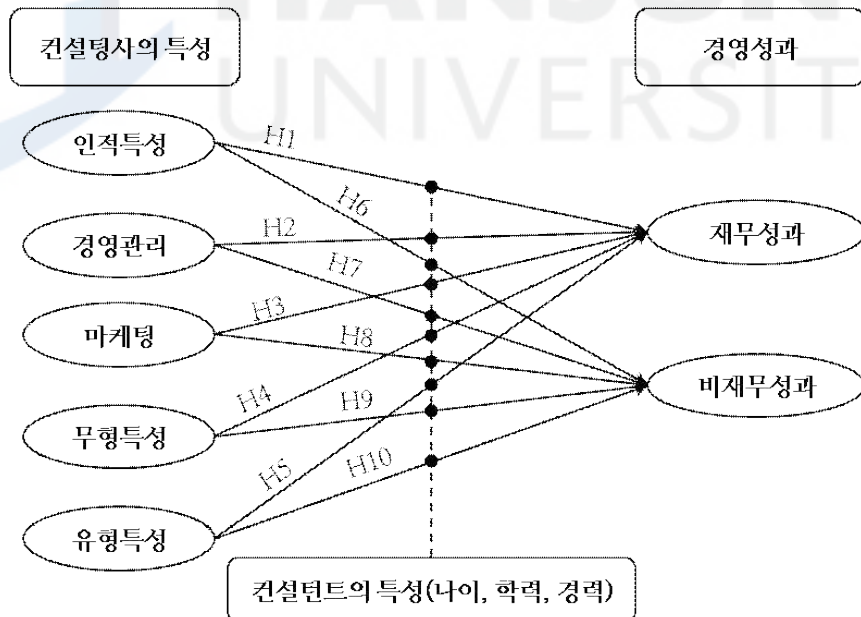 HANSUNG
UNIVERSIT
컨설팅사의 특성
경영성과
인적특성
H1
H6
경영관리
H2
재무성과
H7
마케팅
H3
H8
비재무성과
무형특성
H4
H9
유형특성
H5
H10
컨설턴트의 특성(나이, 학력, 경력)